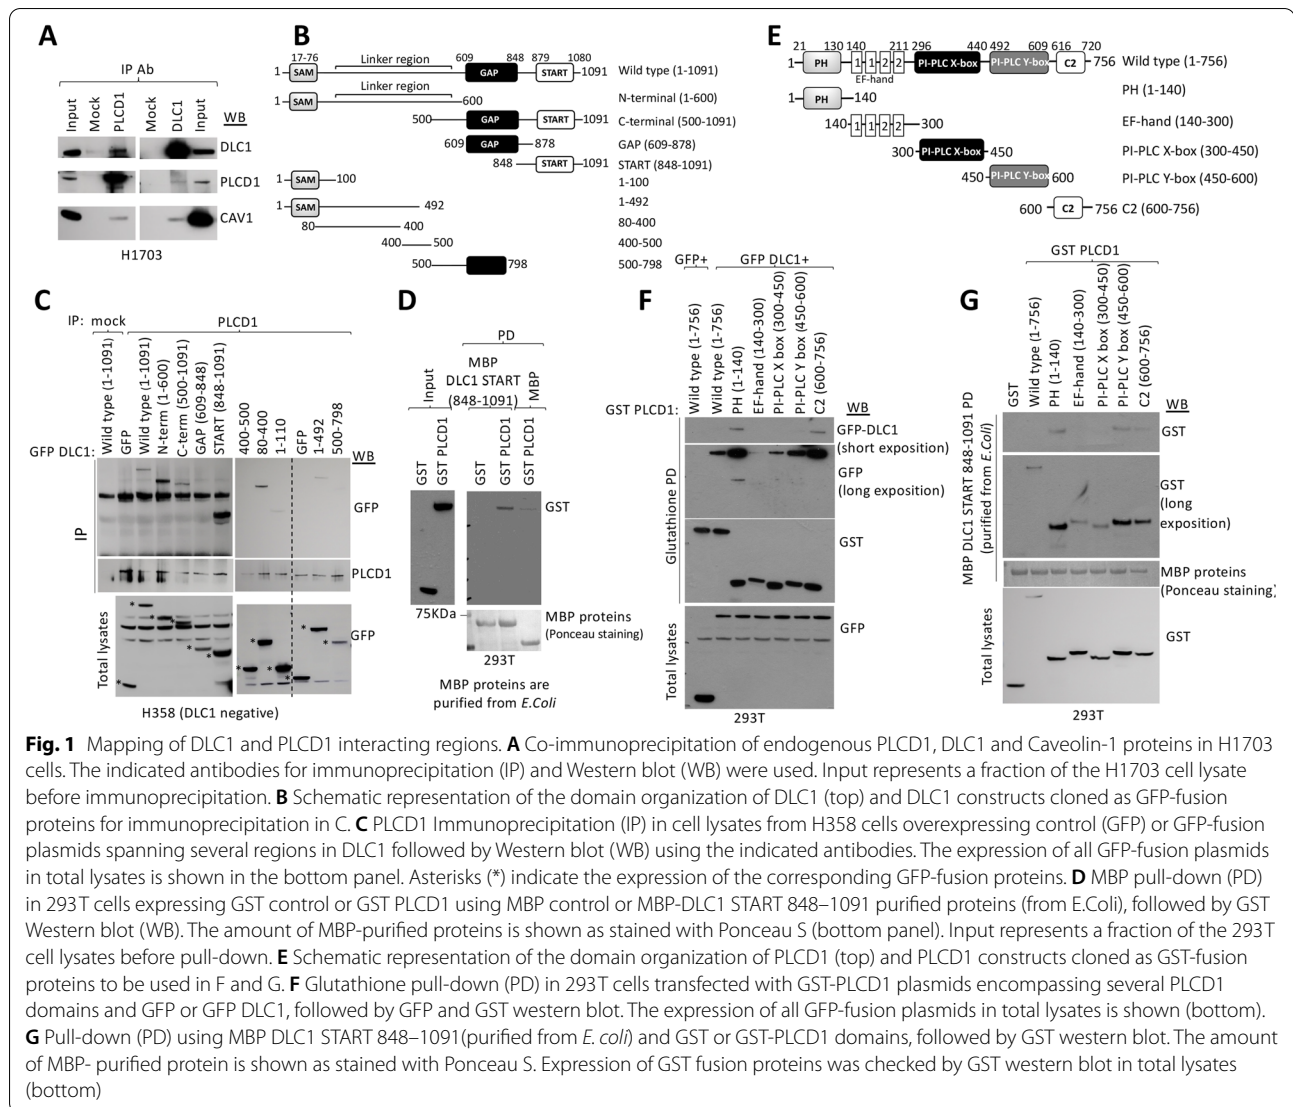 A
IP Ab
Input
Mock
PLCD1
Mock
DLC1
Input
WB
DLC1
PLCD1
CAV1
H1703
B
17-76
Linker region
609
848
879
1080
1
SAM
GAP
START
1091
Wild type (1-1091)
Linker region
1
SAM
600
N-terminal (1-600)
500
GAP
START
1091
C-terminal (500-1091)
609
GAP
878
GAP (609-878)
848
START
1091
START (848-1091)
1
SAM
100
1-100
1
SAM
492
1-492
80
400
80-400
400
500
400-500
500
798
500-798
E
21
130
140
211
296
440
492
609
616
720
1
PH
1
1
2
2
PI-PLC X-box
PI-PLC Y-box
C2
756
Wild type (1-756)
EF-hand
1
PH
140
PH (1-140)
140
1
1
2
2
300
EF-hand (140-300)
300
PI-PLC X-box
450
PI-PLC X-box (300-450)
450
PI-PLC Y-box
600
PI-PLC Y-box (450-600)
600
C2
756
C2 (600-756)
C
IP:
mock
PLCD1
GFP DLC1:
Wild type (1-1091)
GFP
Wild type (1-1091)
N-term (1-600)
C-term (500-1091)
GAP (609-848)
START (848-1091)
400-500
80-400
1-110
GFP
1-492
500-798
WB
IP
GFP
PLCD1
Total lysates
GFP
*
*
*
*
*
*
*
*
*
*
*
*
H358 (DLC1 negative)
D
PD
MBP
DLC1 START
(848-1091)
Input
MBP
GST
GST PLCD1
GST
GST PLCD1
GST PLCD1
GST
75KDa
MBP proteins
(Ponceau staining)
293T
MBP proteins are
purified from E.Coli
F
GFP+
GFP DLC1+
GST PLCD1:
Wild type (1-756)
Wild type (1-756)
PH (1-140)
EF-hand (140-300)
PI-PLC X box (300-450)
PI-PLC Y box (450-600)
C2 (600-756)
WB
Glutathione PD
GFP-DLC1
(short exposition)
GFP
(long exposition)
GST
Total lysates
GFP
293T
G
GST PLCD1
GST
Wild type (1-756)
PH (1-140)
EF-hand (140-300)
PI-PLC X box (300-450)
PI-PLC Y box (450-600)
C2 (600-756)
WB
MBP DLC1 START 848-1091 PD
(purified from E.Coli)
GST
GST
(long
exposition)
MBP proteins
(Ponceau staining)
Total lysates
GST
293T
Fig. 1 Mapping of DLC1 and PLCD1 interacting regions. A Co-immunoprecipitation of endogenous PLCD1, DLC1 and Caveolin-1 proteins in H1703
cells. The indicated antibodies for immunoprecipitation (IP) and Western blot (WB) were used. Input represents a fraction of the H1703 cell lysate
before immunoprecipitation. B Schematic representation of the domain organization of DLC1 (top) and DLC1 constructs cloned as GFP-fusion
proteins for immunoprecipitation in C. C PLCD1 Immunoprecipitation (IP) in cell lysates from H358 cells overexpressing control (GFP) or GFP-fusion
plasmids spanning several regions in DLC1 followed by Western blot (WB) using the indicated antibodies. The expression of all GFP-fusion plasmids
in total lysates is shown in the bottom panel. Asterisks (*) indicate the expression of the corresponding GFP-fusion proteins. D MBP pull-down (PD)
in 293T cells expressing GST control or GST PLCD1 using MBP control or MBP-DLC1 START 848–1091 purified proteins (from E.Coli), followed by GST
Western blot (WB). The amount of MBP-purified proteins is shown as stained with Ponceau S (bottom panel). Input represents a fraction of the 293T
cell lysates before pull-down. E Schematic representation of the domain organization of PLCD1 (top) and PLCD1 constructs cloned as GST-fusion
proteins to be used in F and G. F Glutathione pull-down (PD) in 293T cells transfected with GST-PLCD1 plasmids encompassing several PLCD1
domains and GFP or GFP DLC1, followed by GFP and GST western blot. The expression of all GFP-fusion plasmids in total lysates is shown (bottom).
G Pull-down (PD) using MBP DLC1 START 848–1091(purified from E. coli) and GST or GST-PLCD1 domains, followed by GST western blot. The amount
of MBP- purified protein is shown as stained with Ponceau S. Expression of GST fusion proteins was checked by GST western blot in total lysates
(bottom)